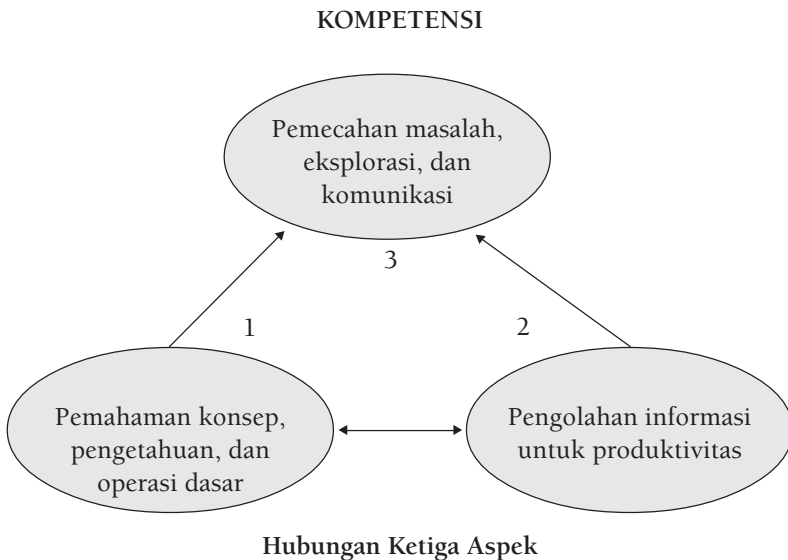 KOMPETENSI
Pemecahan masalah,
eksplorasi, dan
komunikasi
3
1
2
Pemahaman konsep,
pengetahuan, dan
operasi dasar
Pengolahan informasi
untuk produktivitas
Hubungan Ketiga Aspek